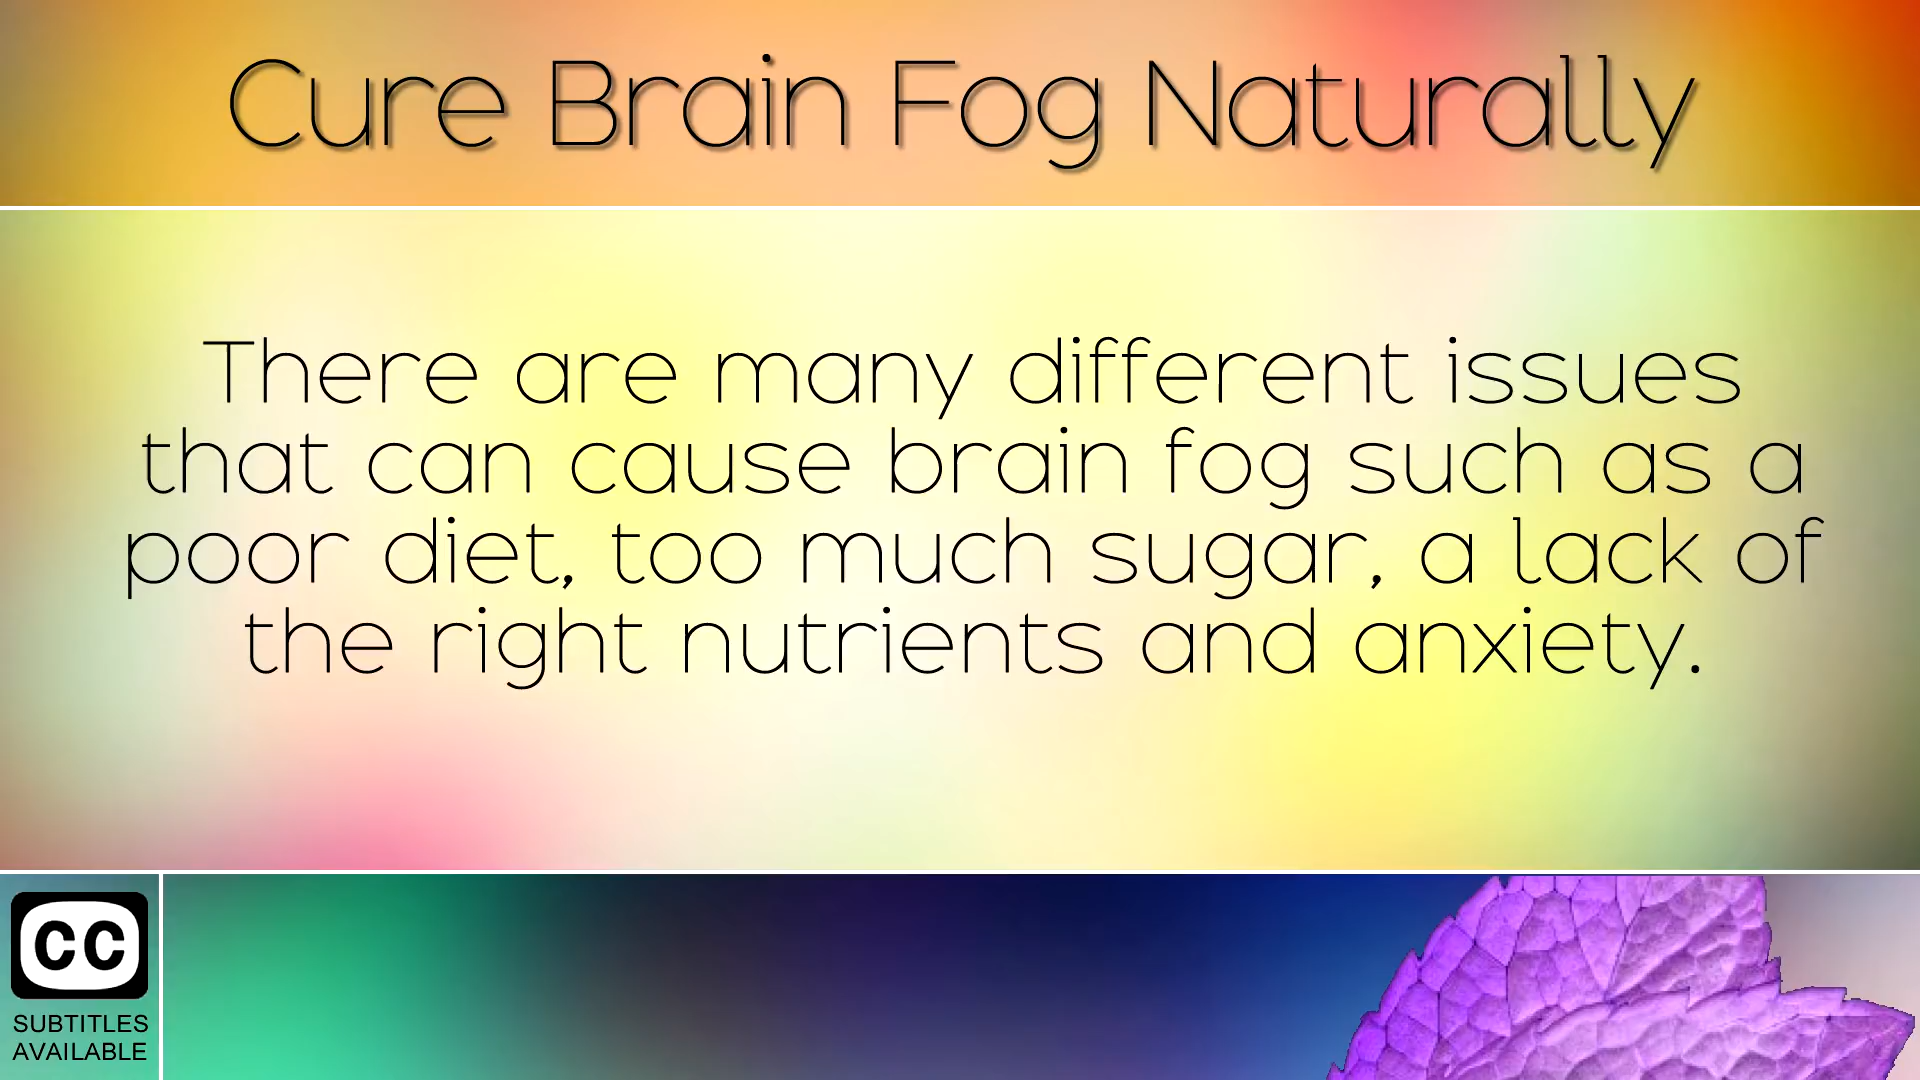 Cure Brain Fog Naturally
There are many different issues
that can cause brain fog such as a
poor diet, too much sugar, a lack of
the right nutrients and anxiety.
CC
SUBTITLES
AVAILABLE